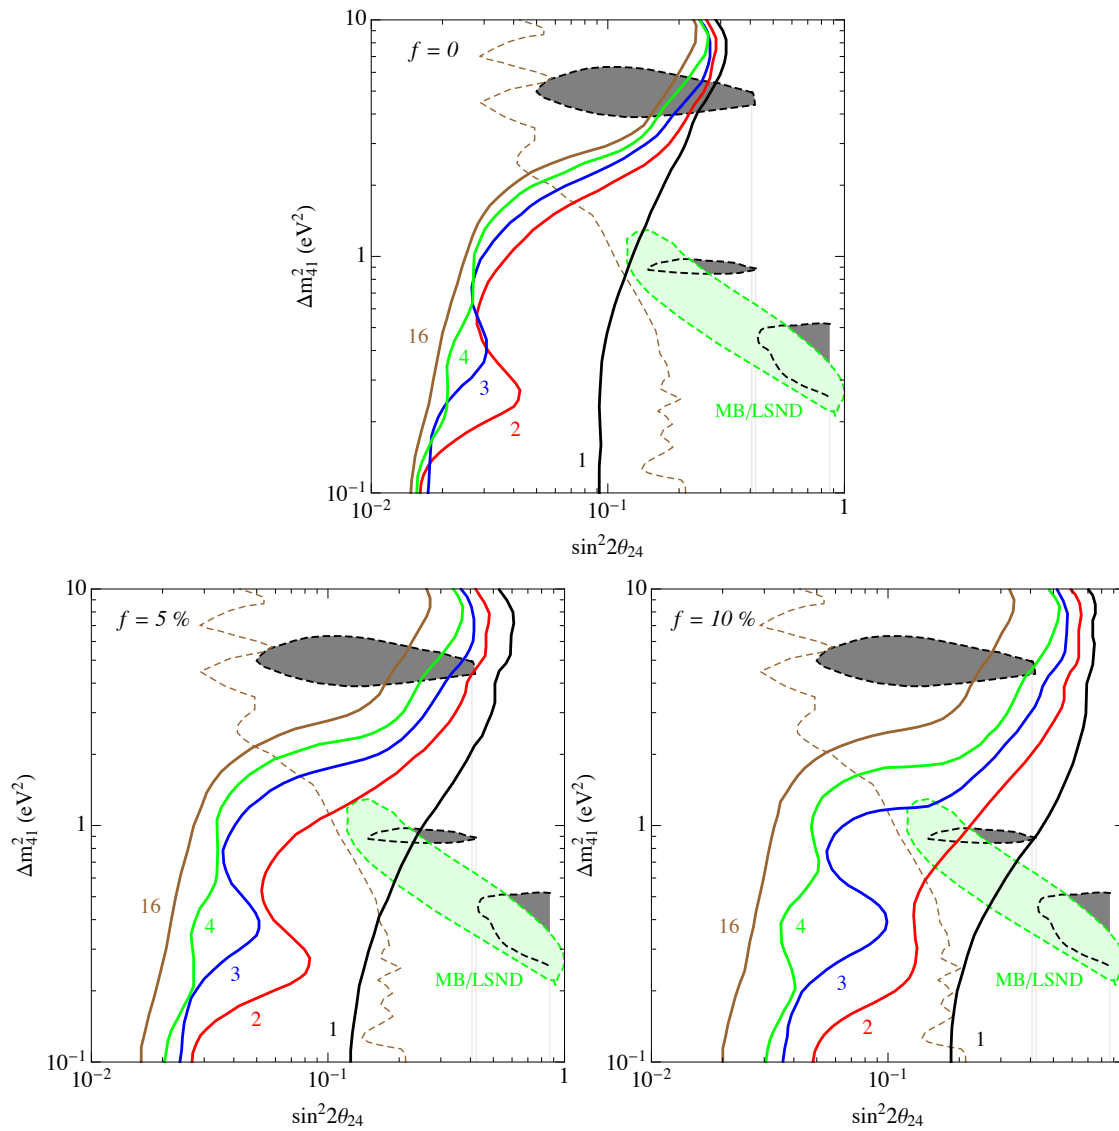 10
f = 0
Δm²₄₁ (eV²)
1
16
4
3
2
1
MB/LSND
10⁻¹
10⁻²
10⁻¹
1
sin²2θ₂₄
10
f = 5 %
Δm²₄₁ (eV²)
1
16
4
3
2
1
MB/LSND
10⁻¹
10⁻²
10⁻¹
1
sin²2θ₂₄
10
f = 10 %
Δm²₄₁ (eV²)
1
16
4
3
2
1
MB/LSND
10⁻¹
10⁻²
10⁻¹
sin²2θ₂₄